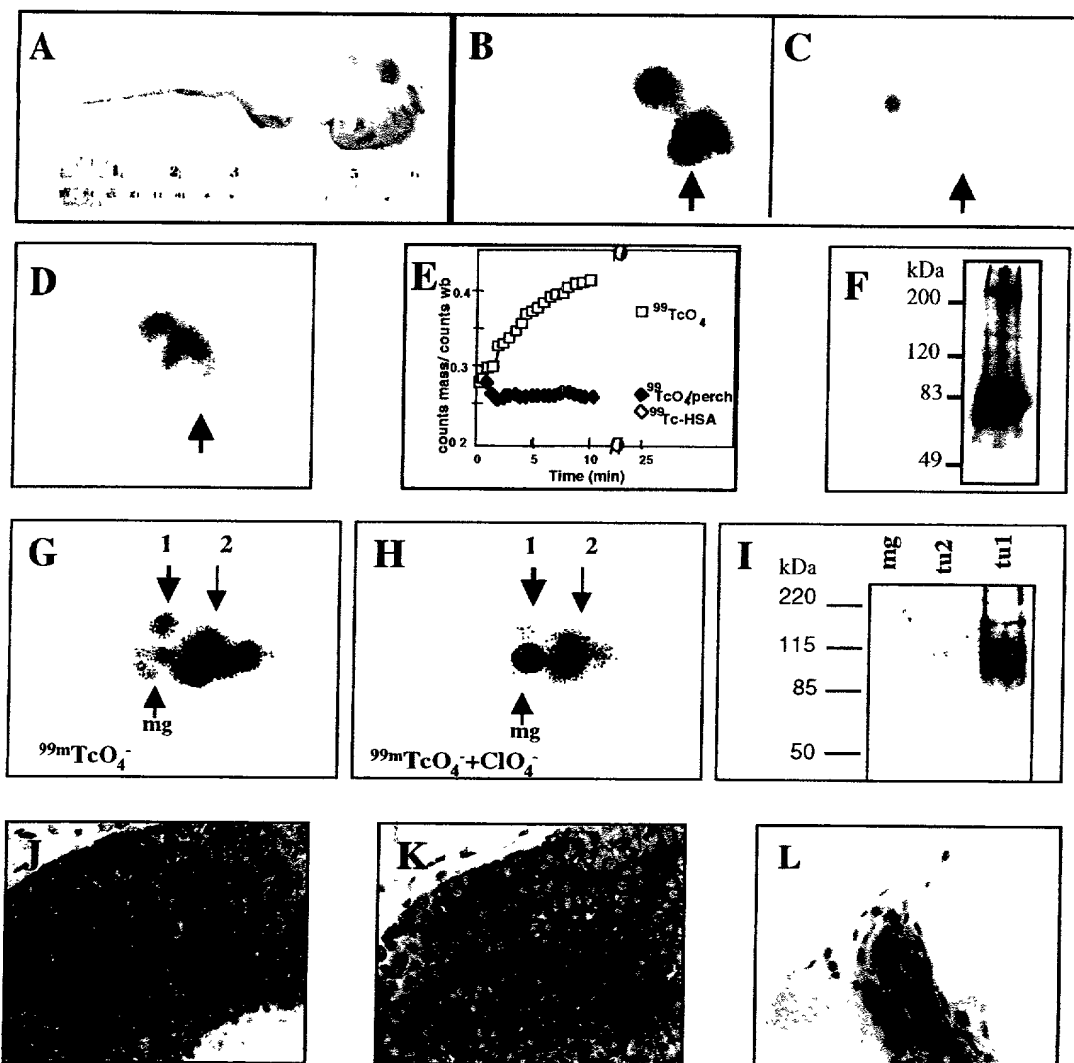 A
1 2 3 5 6
B
C
D
E
counts mass/ counts wb
0.4
0.3
0 2
0 5 10 25
Time (min)
⁹⁹TcO₄
⁹⁹TcO₄/perch
⁹⁹Tc-HSA
F
kDa
200
120
83
49
G
1 2
mg
⁹⁹ᵐTcO₄⁻
H
1 2
mg
⁹⁹ᵐTcO₄⁻+ClO₄⁻
I
mg
tu2
tu1
kDa
220
115
85
50
J
K
L